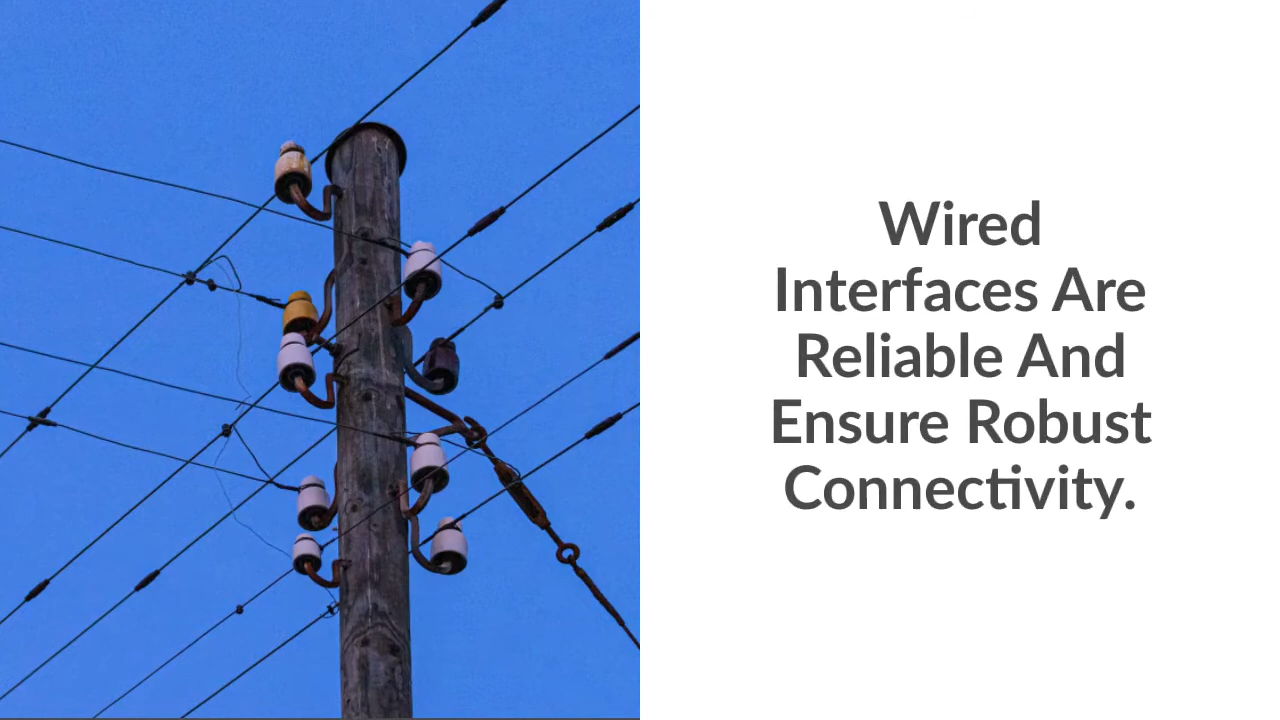 Wired
Interfaces Are
Reliable And
Ensure Robust
Connectivity.